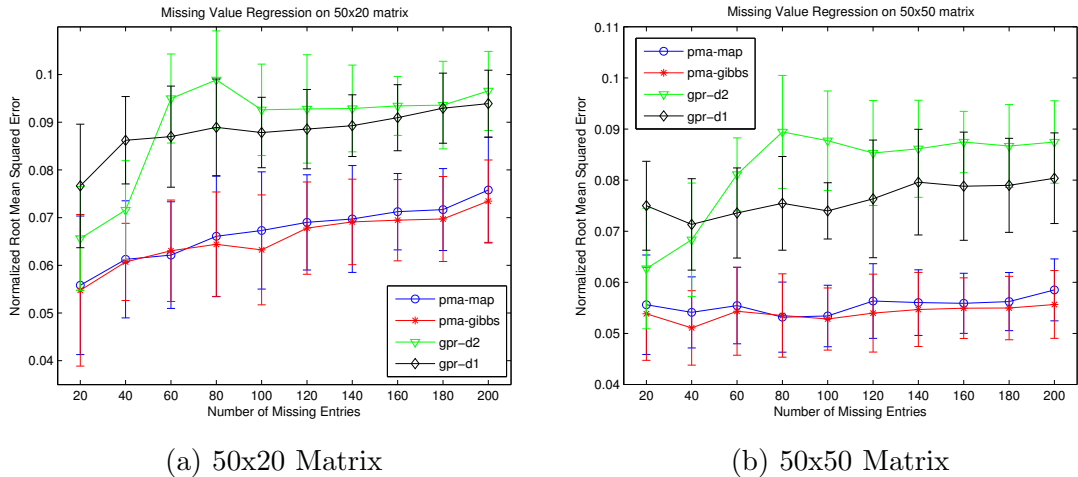 Missing Value Regression on 50x20 matrix
Normalized Root Mean Squared Error
0.1
0.09
0.08
0.07
0.06
0.05
0.04
pma−map
pma−gibbs
gpr−d2
gpr−d1
20 40 60 80 100 120 140 160 180 200
Number of Missing Entries
(a) 50x20 Matrix
Missing Value Regression on 50x50 matrix
Normalized Root Mean Squared Error
0.11
0.1
0.09
0.08
0.07
0.06
0.05
0.04
pma−map
pma−gibbs
gpr−d2
gpr−d1
20 40 60 80 100 120 140 160 180 200
Number of Missing Entries
(b) 50x50 Matrix